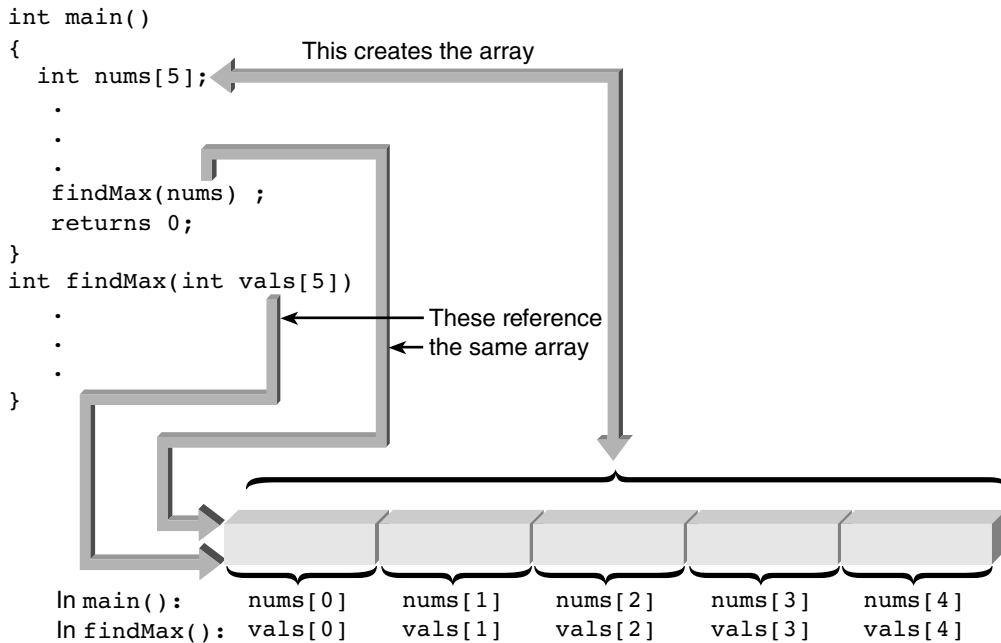 int main()
{
This creates the array
int nums[5];
.
.
.
findMax(nums) ;
returns 0;
}
int findMax(int vals[5])
.
These reference
.
the same array
.
}
In main(): nums[0] nums[1] nums[2] nums[3] nums[4]
In findMax(): vals[0] vals[1] vals[2] vals[3] vals[4]